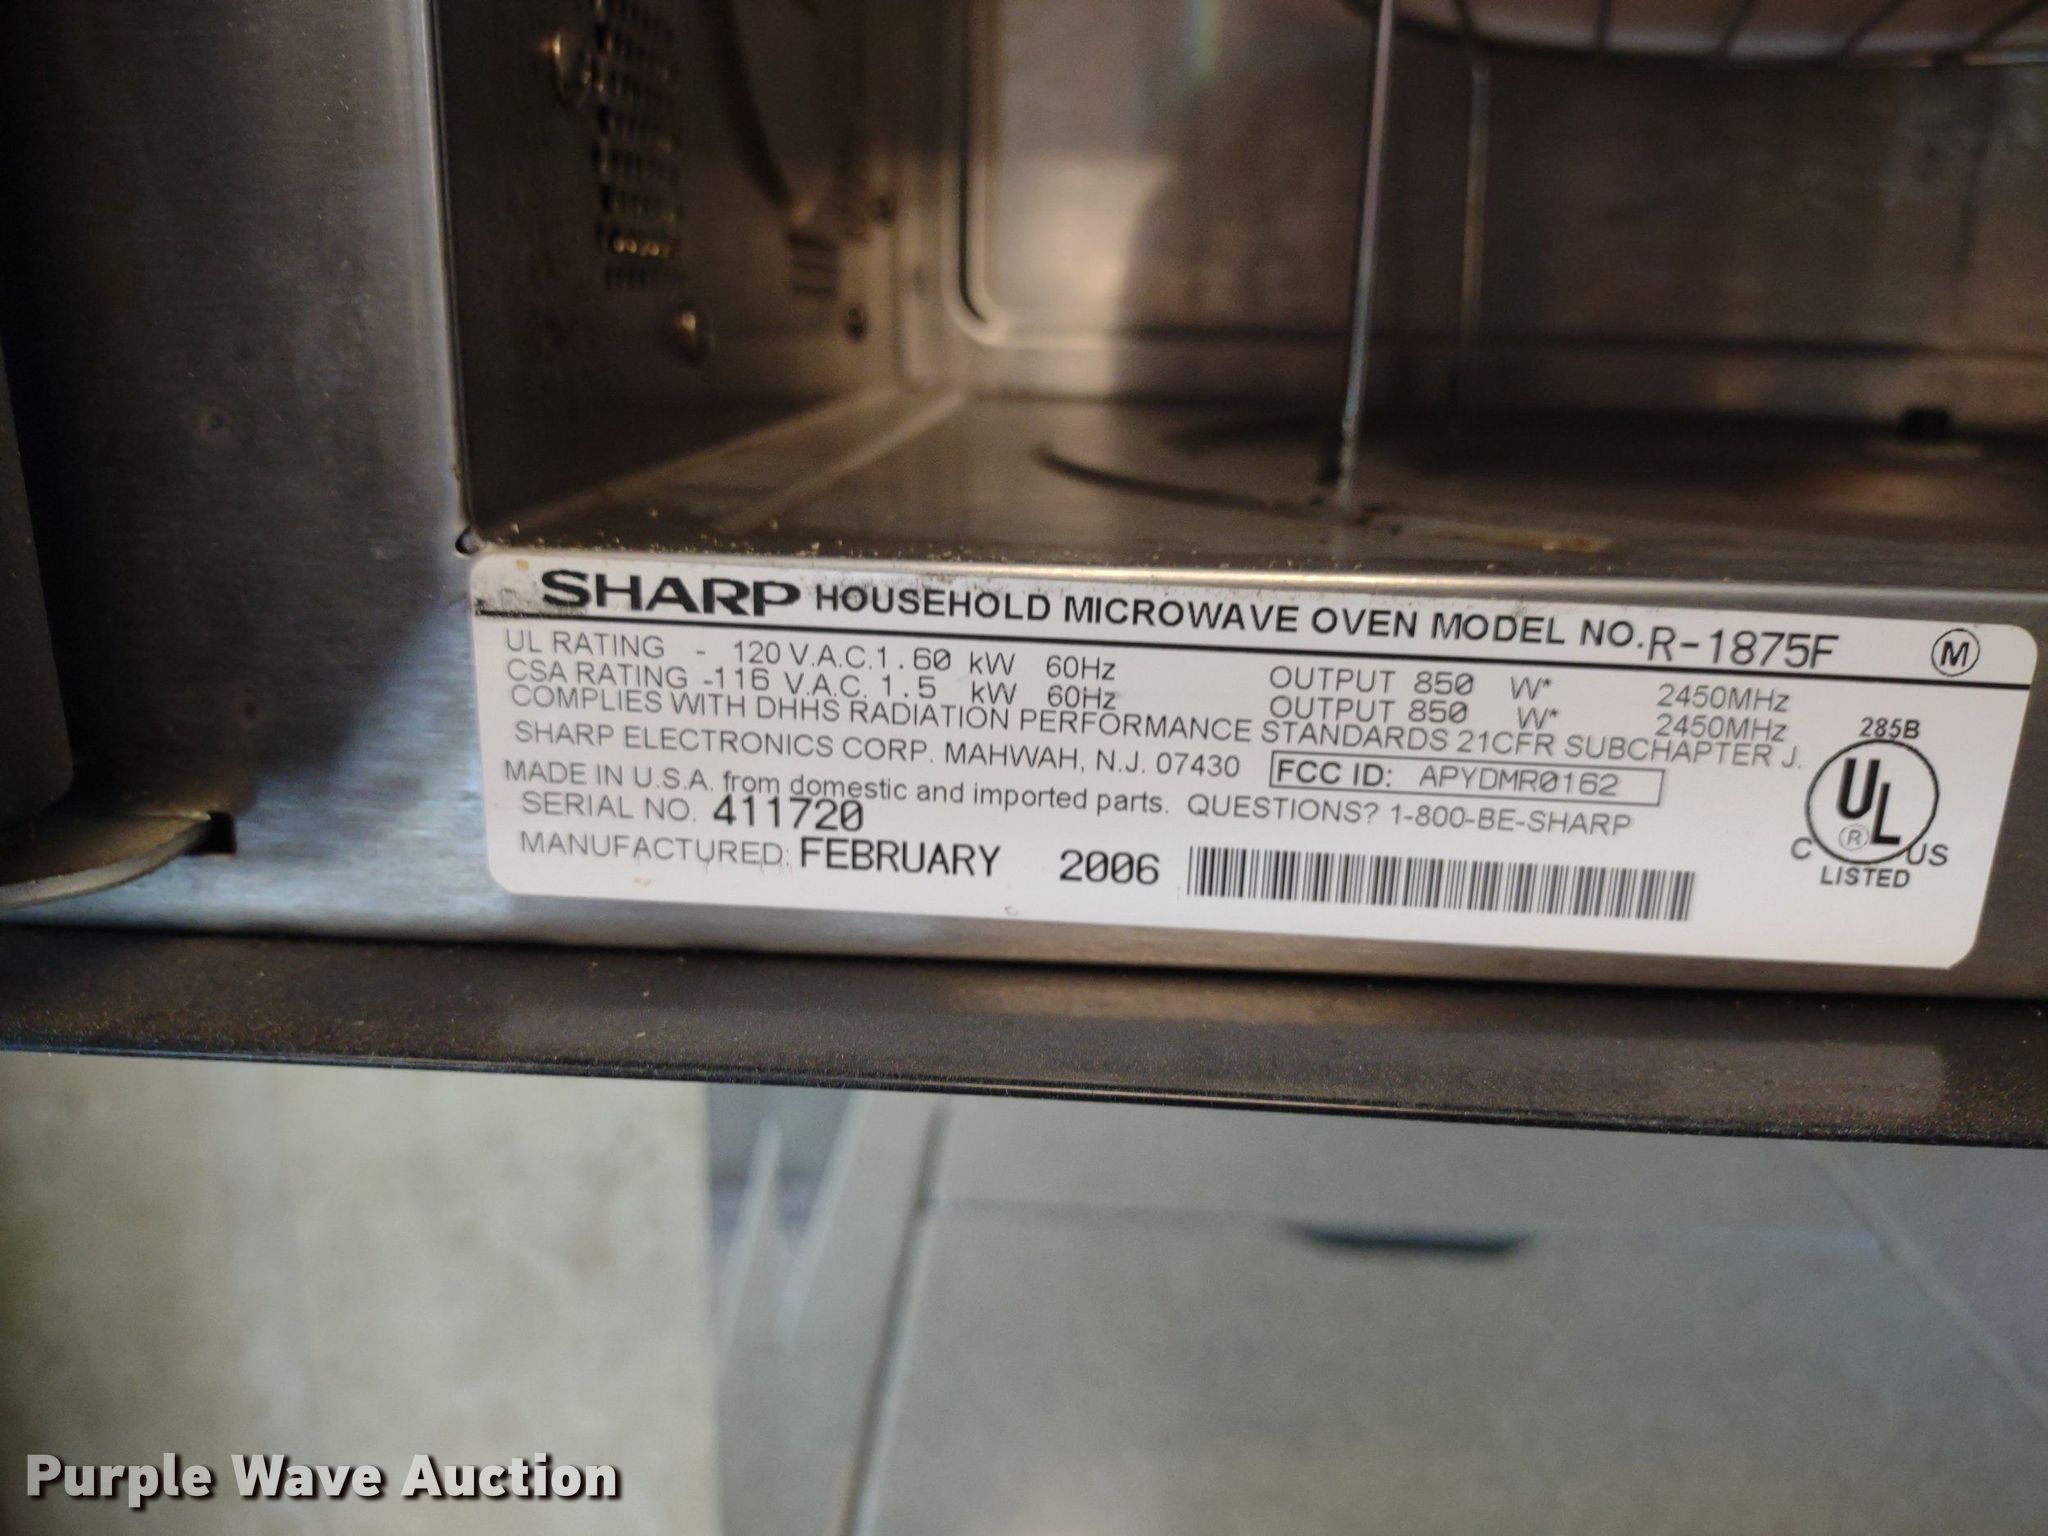 SHARP HOUSEHOLD MICROWAVE OVEN MODEL NO. R-1875F M
UL RATING - 120 V.A.C. 1.60 kW 60Hz OUTPUT 850 W* 2450MHz
CSA RATING -116 V.A.C. 1.5 kW 60Hz OUTPUT 850 W* 2450MHz
COMPLIES WITH DHHS RADIATION PERFORMANCE STANDARDS 21CFR SUBCHAPTER J.
SHARP ELECTRONICS CORP. MAHWAH, N.J. 07430 FCC ID: APYDMR0162
MADE IN U.S.A. from domestic and imported parts. QUESTIONS? 1-800-BE-SHARP
SERIAL NO. 411720
MANUFACTURED: FEBRUARY 2006
285B
UL ®
C US
LISTED
Purple Wave Auction